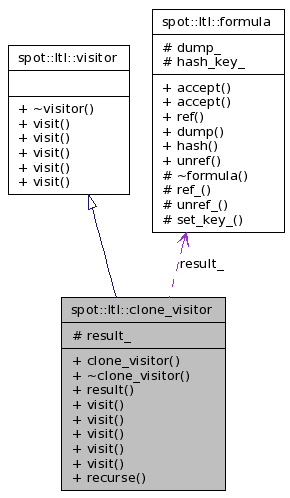 spot::ltl::visitor
+ ~visitor()
+ visit()
+ visit()
+ visit()
+ visit()
+ visit()
spot::ltl::formula
# dump_
# hash_key_
+ accept()
+ accept()
+ ref()
+ dump()
+ hash()
+ unref()
# ~formula()
# ref_()
# unref_()
# set_key_()
result_
spot::ltl::clone_visitor
# result_
+ clone_visitor()
+ ~clone_visitor()
+ result()
+ visit()
+ visit()
+ visit()
+ visit()
+ visit()
+ recurse()